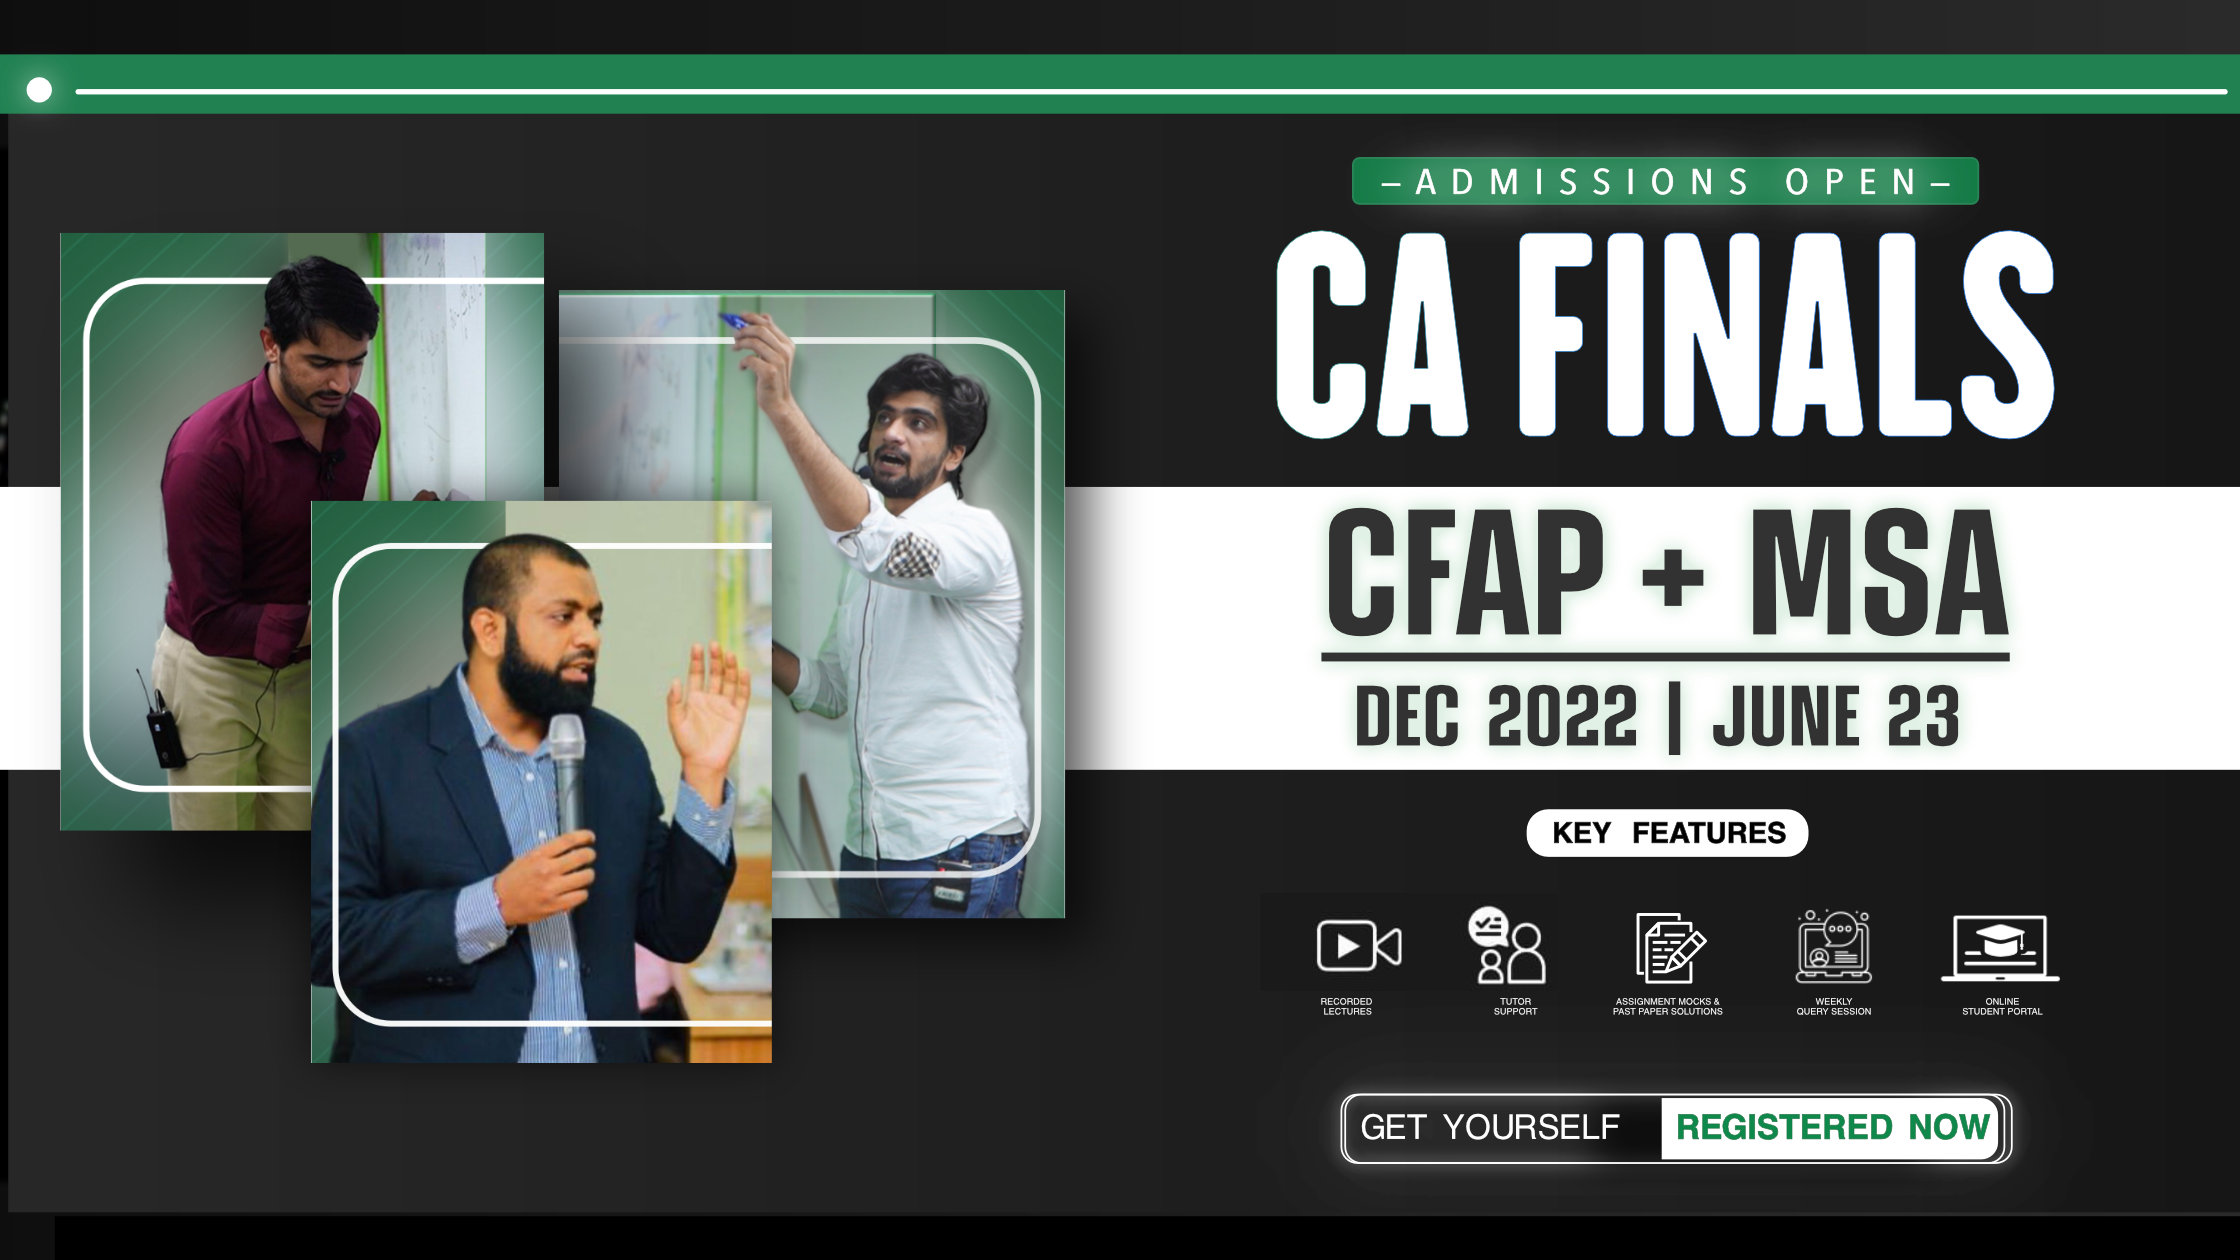 –ADMISSIONS OPEN–
CA FINALS
CFAP + MSA
DEC 2022 | JUNE 23
KEY FEATURES
RECORDED
LECTURES
TUTOR
SUPPORT
ASSIGNMENT MOCKS &
PAST PAPER SOLUTIONS
WEEKLY
QUERY SESSION
ONLINE
STUDENT PORTAL
GET YOURSELF REGISTERED NOW